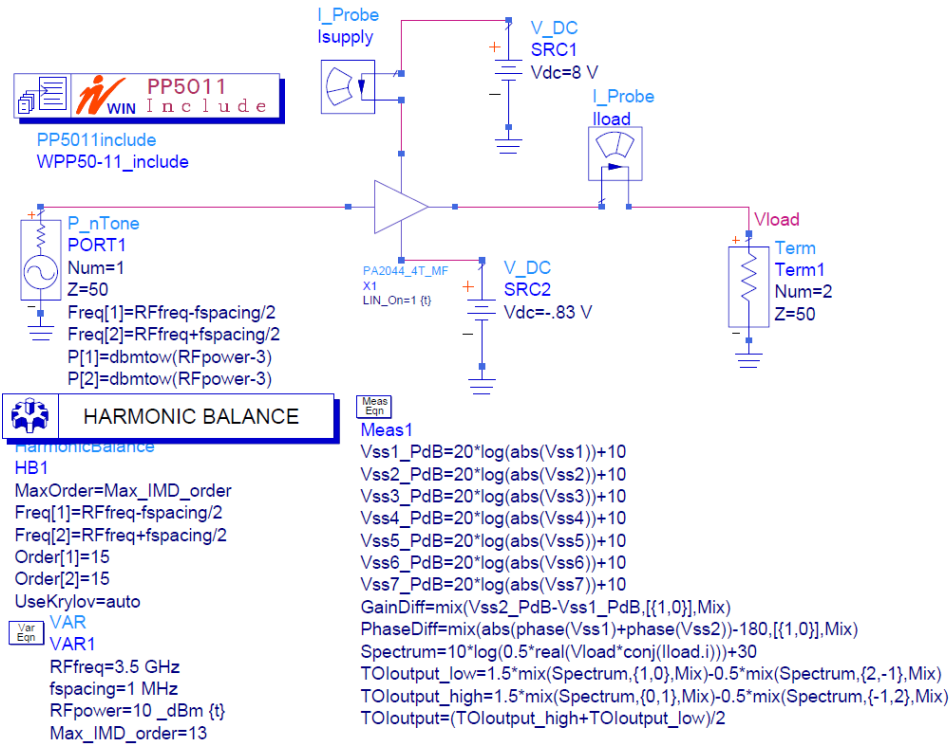 I_Probe
Isupply
V_DC
SRC1
Vdc=8 V
I_Probe
Iload
PP5011
WIN Include
PP5011include
WPP50-11_include
P_nTone
PORT1
Num=1
Z=50
Freq[1]=RFfreq-fspacing/2
Freq[2]=RFfreq+fspacing/2
P[1]=dbmtow(RFpower-3)
P[2]=dbmtow(RFpower-3)
PA2044_4T_MF
X1
LIN_On=1 {t}
V_DC
SRC2
Vdc=-.83 V
Vload
Term
Term1
Num=2
Z=50
HARMONIC BALANCE
HarmonicBalance
HB1
MaxOrder=Max_IMD_order
Freq[1]=RFfreq-fspacing/2
Freq[2]=RFfreq+fspacing/2
Order[1]=15
Order[2]=15
UseKrylov=auto
Var
Eqn
VAR
VAR1
RFfreq=3.5 GHz
fspacing=1 MHz
RFpower=10 _dBm {t}
Max_IMD_order=13
Meas
Eqn
Meas1
Vss1_PdB=20*log(abs(Vss1))+10
Vss2_PdB=20*log(abs(Vss2))+10
Vss3_PdB=20*log(abs(Vss3))+10
Vss4_PdB=20*log(abs(Vss4))+10
Vss5_PdB=20*log(abs(Vss5))+10
Vss6_PdB=20*log(abs(Vss6))+10
Vss7_PdB=20*log(abs(Vss7))+10
GainDiff=mix(Vss2_PdB-Vss1_PdB,[{1,0}],Mix)
PhaseDiff=mix(abs(phase(Vss1)+phase(Vss2))-180,[{1,0}],Mix)
Spectrum=10*log(0.5*real(Vload*conj(Iload.i)))+30
TOIoutput_low=1.5*mix(Spectrum,{1,0},Mix)-0.5*mix(Spectrum,{2,-1},Mix)
TOIoutput_high=1.5*mix(Spectrum,{0,1},Mix)-0.5*mix(Spectrum,{-1,2},Mix)
TOIoutput=(TOIoutput_high+TOIoutput_low)/2